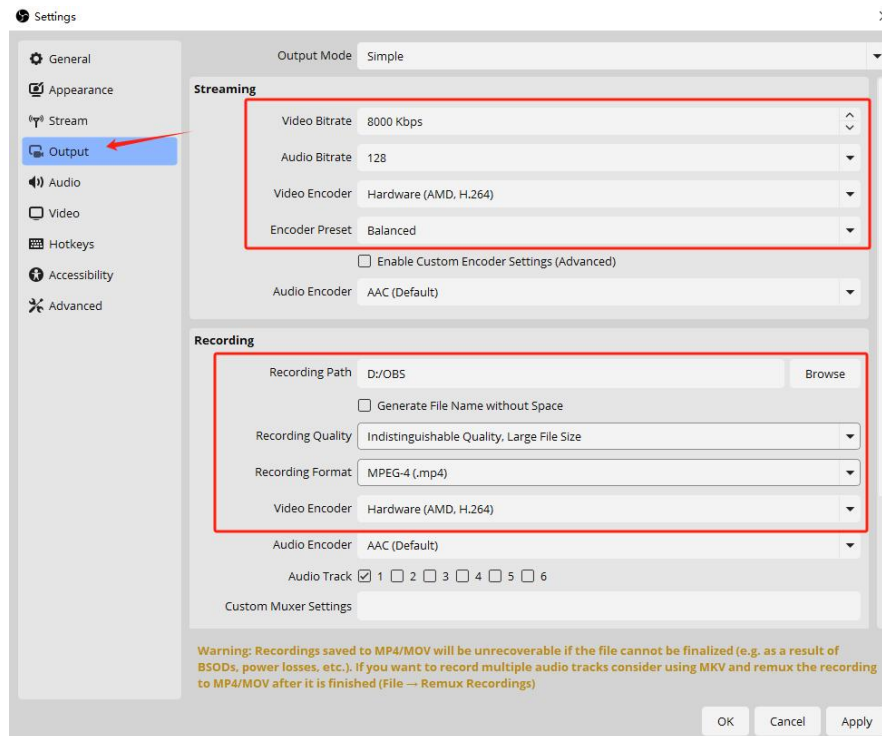 Settings
General
Appearance
Stream
Output
Audio
Video
Hotkeys
Accessibility
Advanced
Output Mode Simple
Streaming
Video Bitrate 8000 Kbps
Audio Bitrate 128
Video Encoder Hardware (AMD, H.264)
Encoder Preset Balanced
Enable Custom Encoder Settings (Advanced)
Audio Encoder AAC (Default)
Recording
Recording Path D:/OBS Browse
Generate File Name without Space
Recording Quality Indistinguishable Quality, Large File Size
Recording Format MPEG-4 (.mp4)
Video Encoder Hardware (AMD, H.264)
Audio Encoder AAC (Default)
Audio Track 1 2 3 4 5 6
Custom Muxer Settings
Warning: Recordings saved to MP4/MOV will be unrecoverable if the file cannot be finalized (e.g. as a result of
BSODs, power losses, etc.). If you want to record multiple audio tracks consider using MKV and remux the recording
to MP4/MOV after it is finished (File → Remux Recordings)
OK Cancel Apply